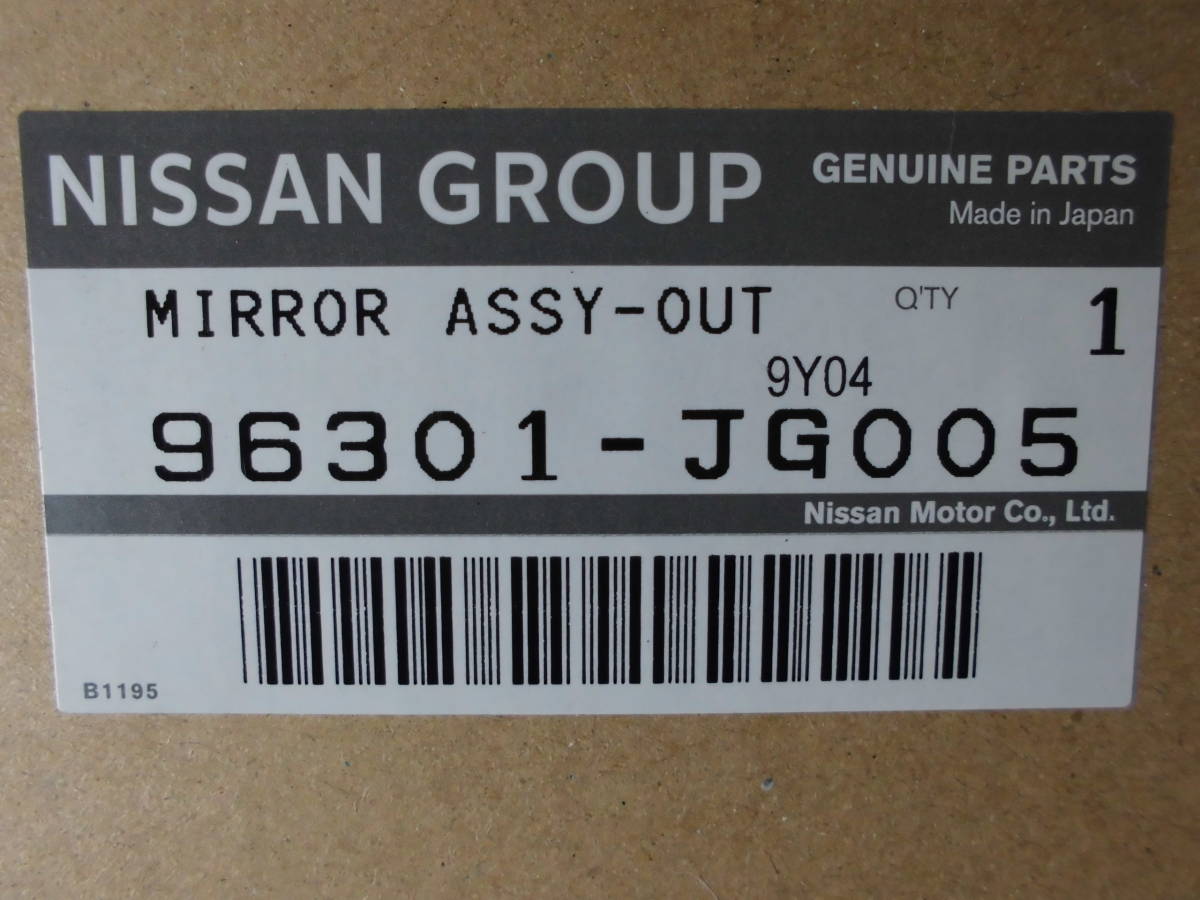 NISSAN GROUP GENUINE PARTS
Made in Japan
MIRROR ASSY-OUT Q'TY 1
9Y04
96301-JG005
Nissan Motor Co., Ltd.
B1195